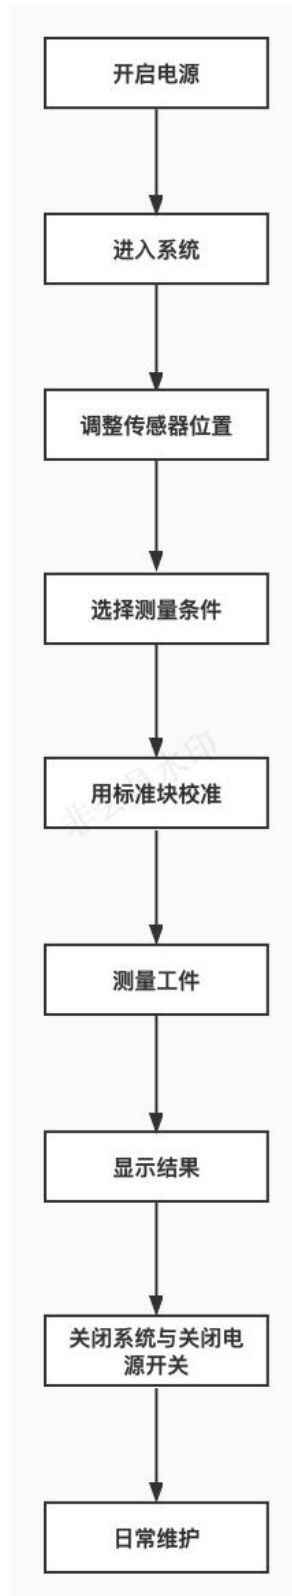 开启电源
进入系统
调整传感器位置
选择测量条件
用标准块校准
测量工件
显示结果
关闭系统与关闭电
源开关
日常维护